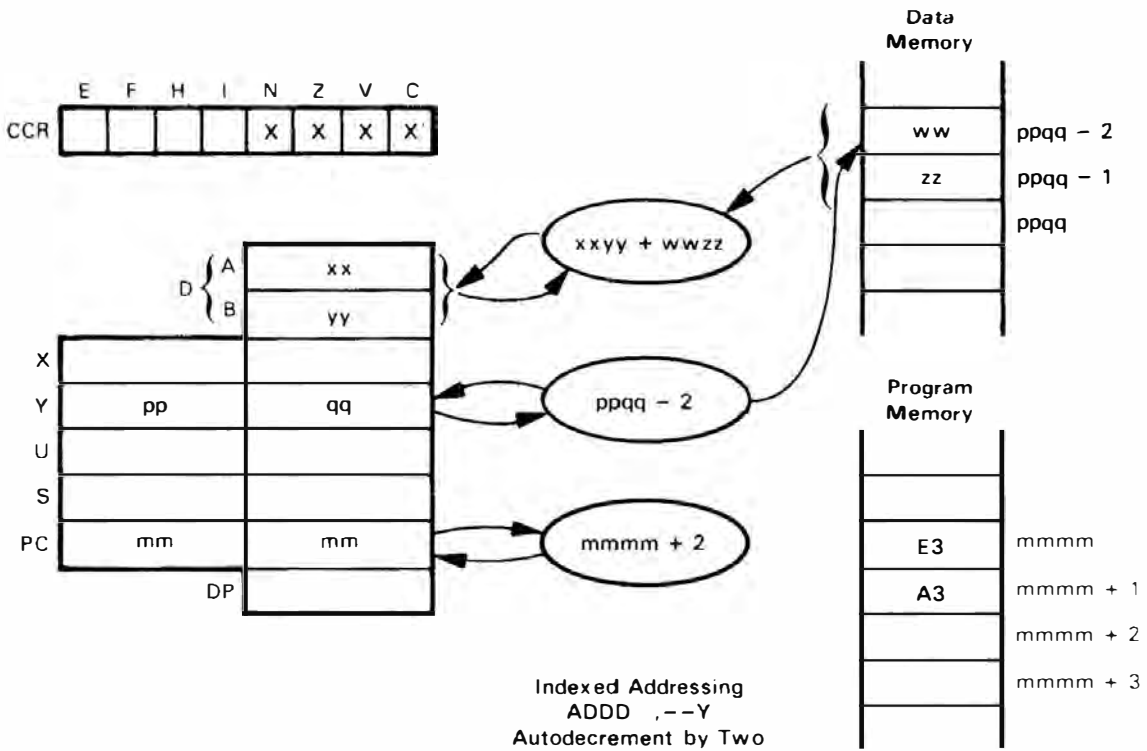 Data
Memory
E F H I N Z V C
CCR X X X X
ww ppqq - 2
zz ppqq - 1
ppqq
xxyy + wwzz
D A xx
B yy
X
Y pp qq
ppqq - 2
U
S
PC mm mm
mmmm + 2
DP
Program
Memory
E3 mmmm
A3 mmmm + 1
mmmm + 2
mmmm + 3
Indexed Addressing
ADDD ,--Y
Autodecrement by Two